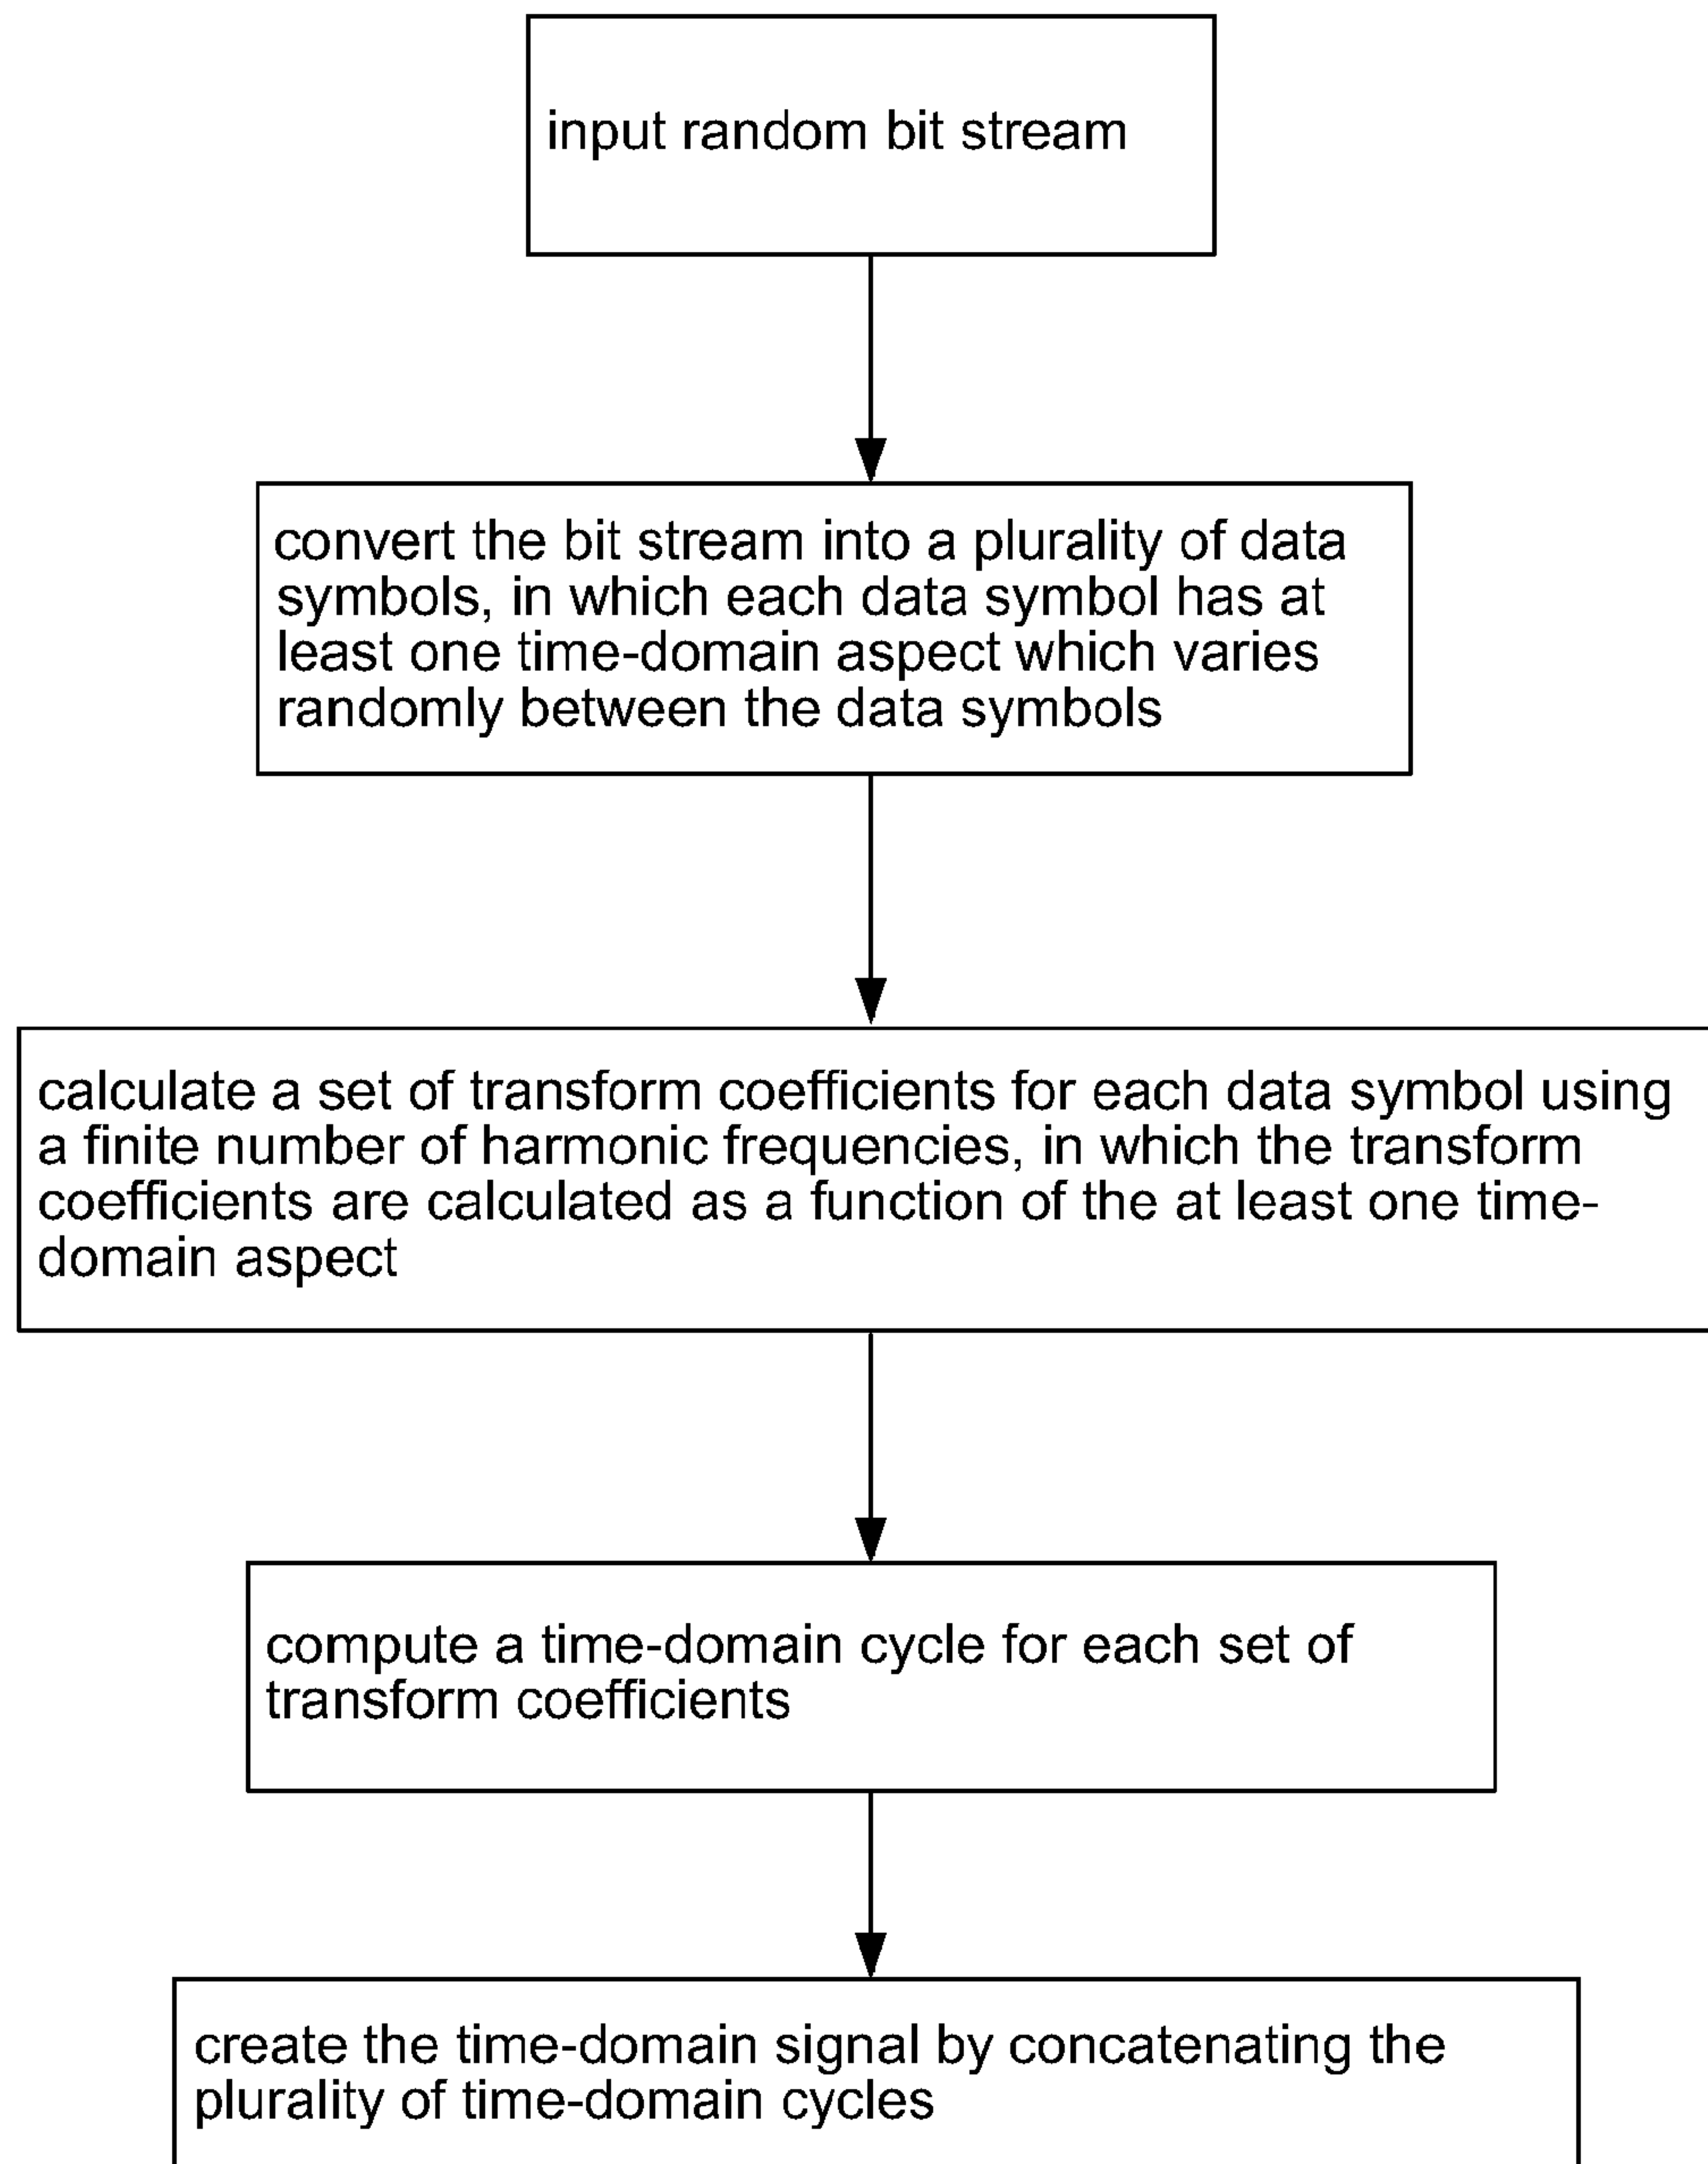 input random bit stream
convert the bit stream into a plurality of data
symbols, in which each data symbol has at
least one time-domain aspect which varies
randomly between the data symbols
calculate a set of transform coefficients for each data symbol using
a finite number of harmonic frequencies, in which the transform
coefficients are calculated as a function of the at least one time-
domain aspect
compute a time-domain cycle for each set of
transform coefficients
create the time-domain signal by concatenating the
plurality of time-domain cycles